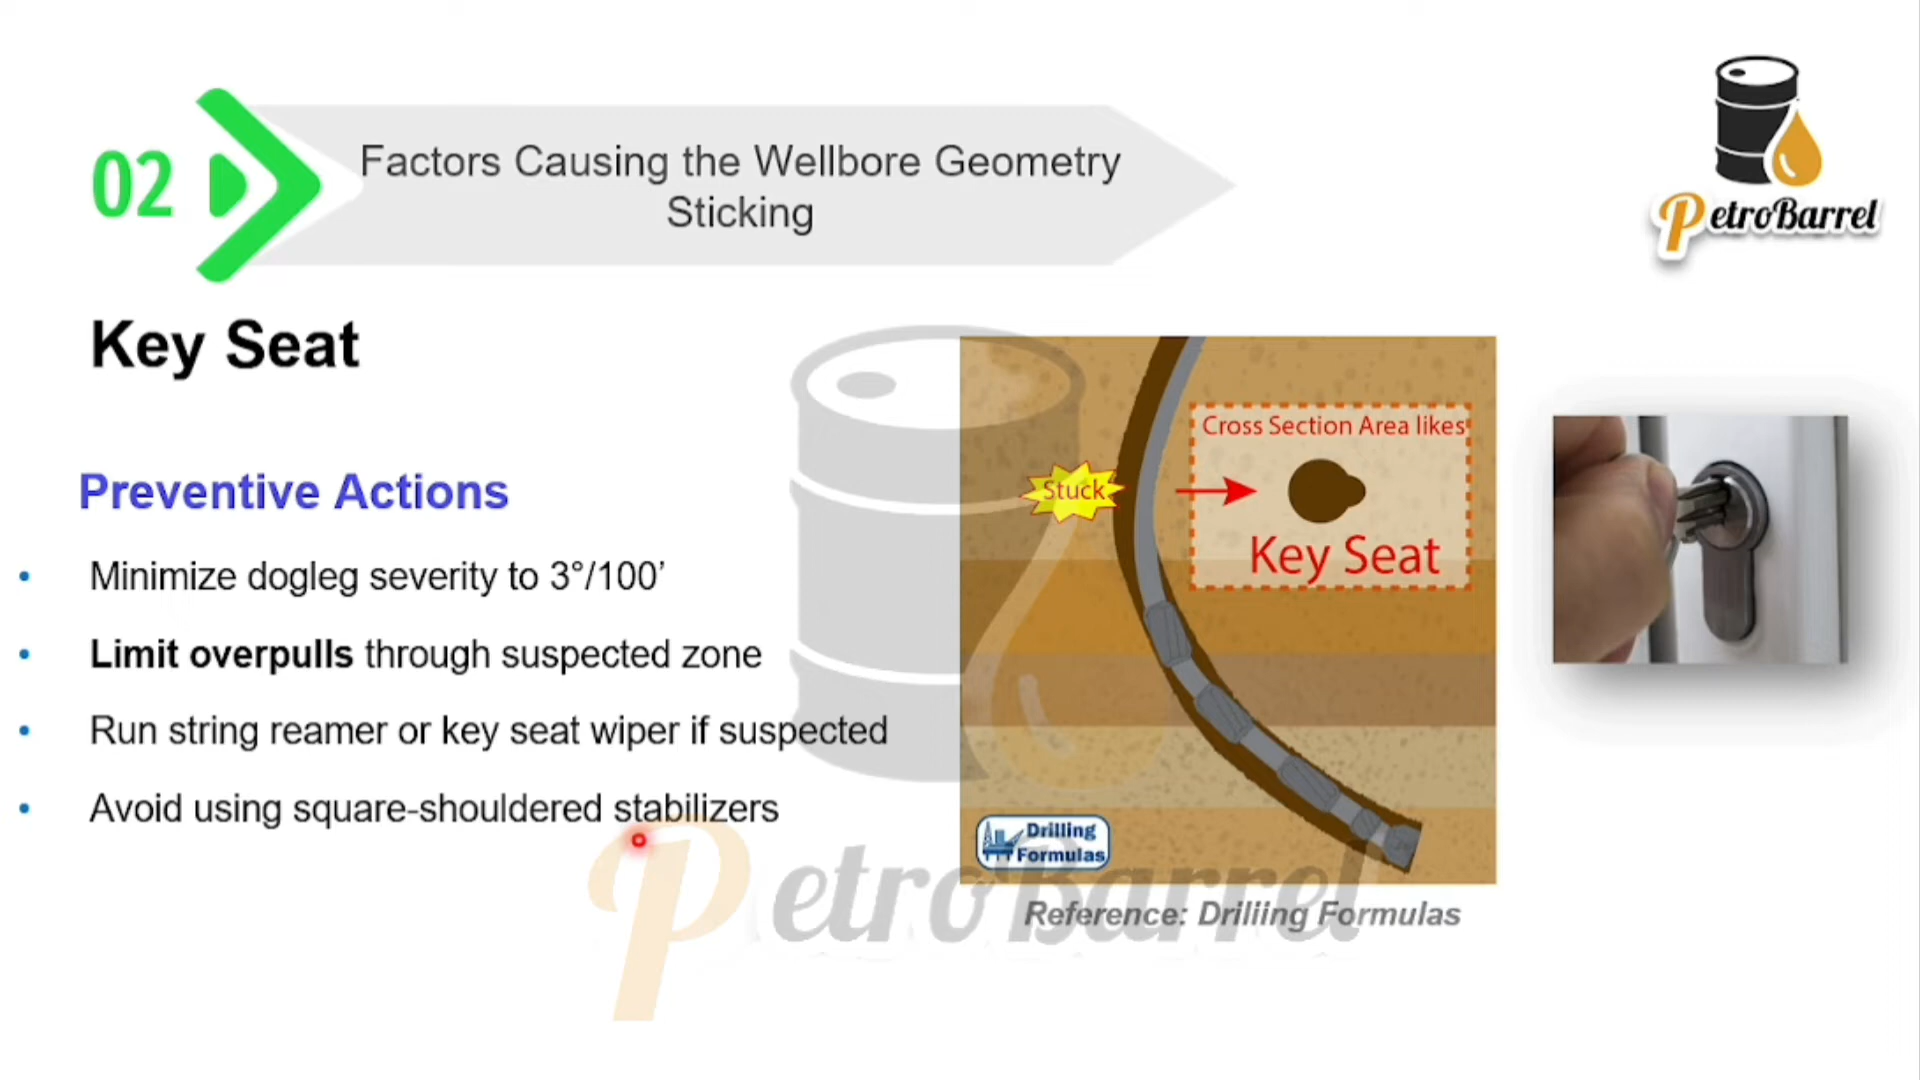 02
Factors Causing the Wellbore Geometry
Sticking
PetroBarrel
Key Seat
Preventive Actions
• Minimize dogleg severity to 3°/100’
• Limit overpulls through suspected zone
• Run string reamer or key seat wiper if suspected
• Avoid using square-shouldered stabilizers
Stuck
Cross Section Area likes
Key Seat
Drilling
Formulas
Reference: Drilling Formulas
PetroBarrel